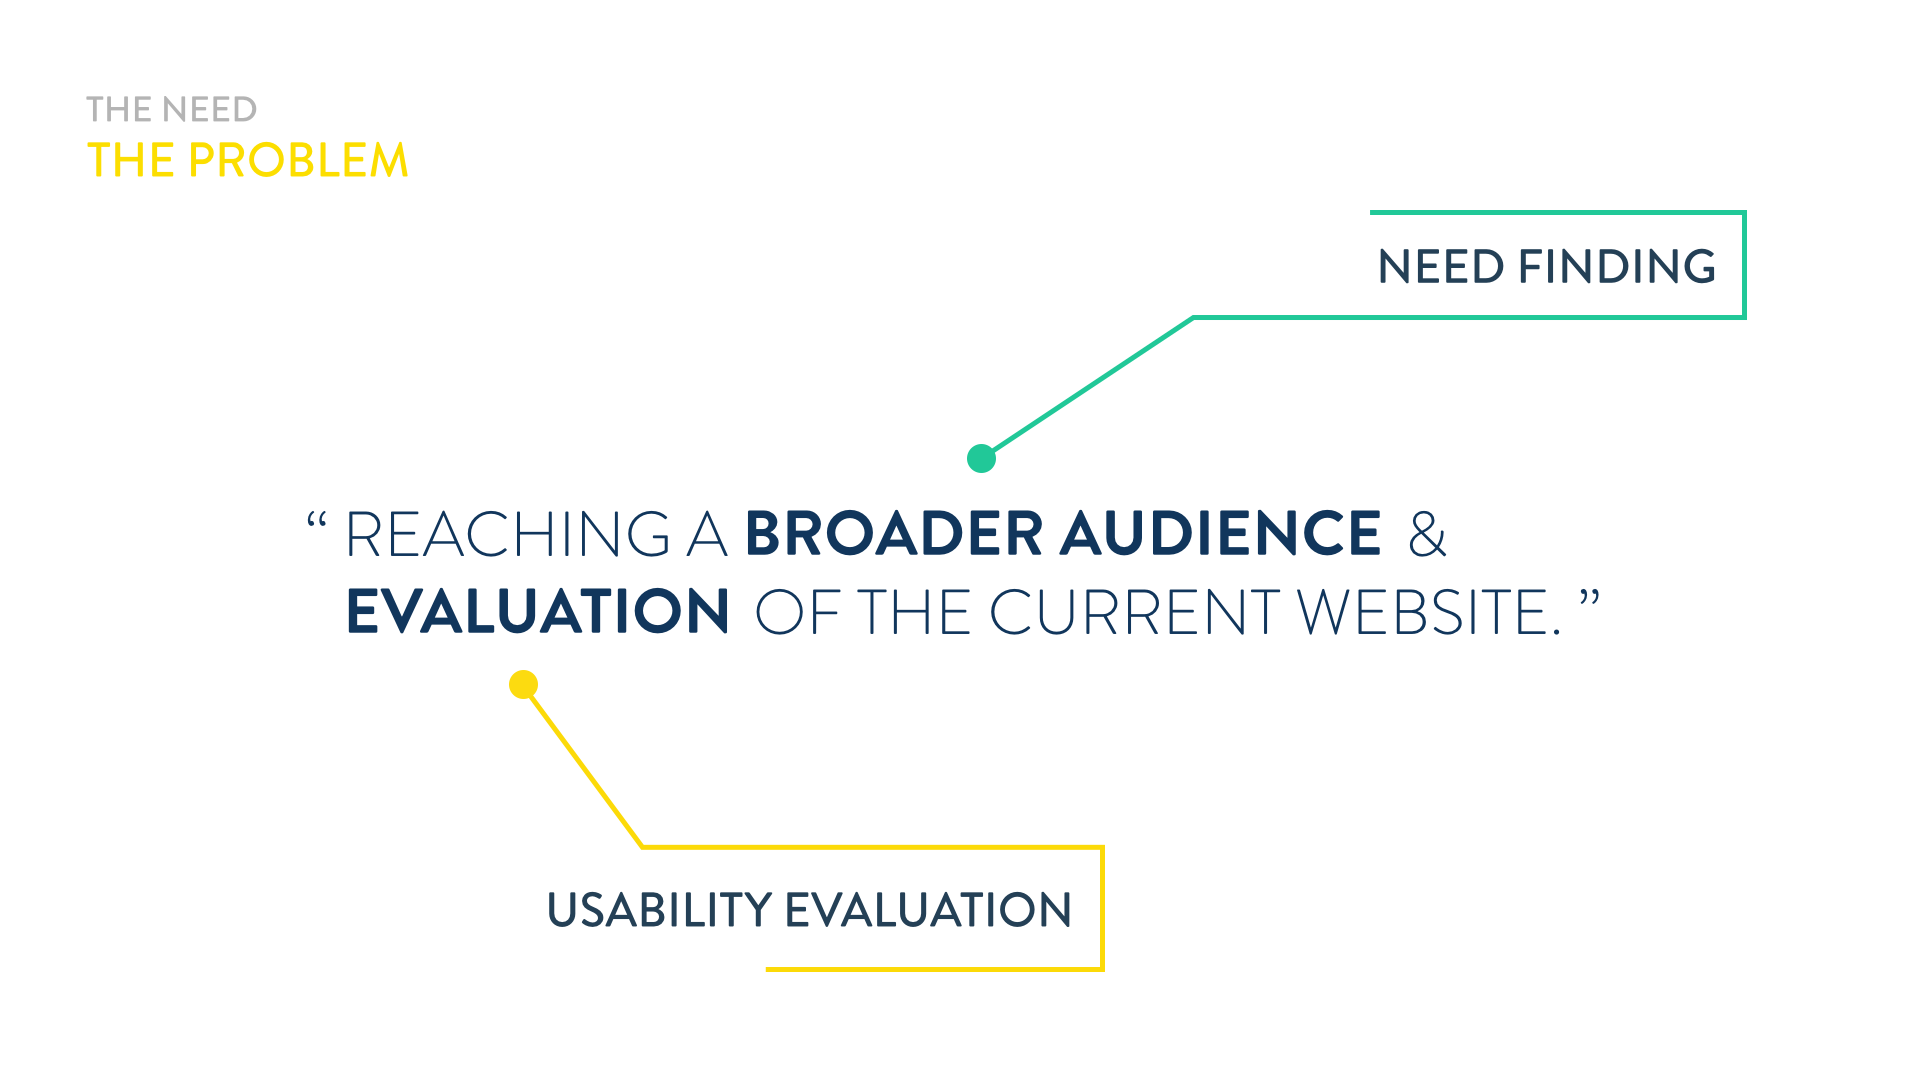 THE NEED
THE PROBLEM
NEED FINDING
“ REACHING A BROADER AUDIENCE &
EVALUATION OF THE CURRENT WEBSITE. ”
USABILITY EVALUATION